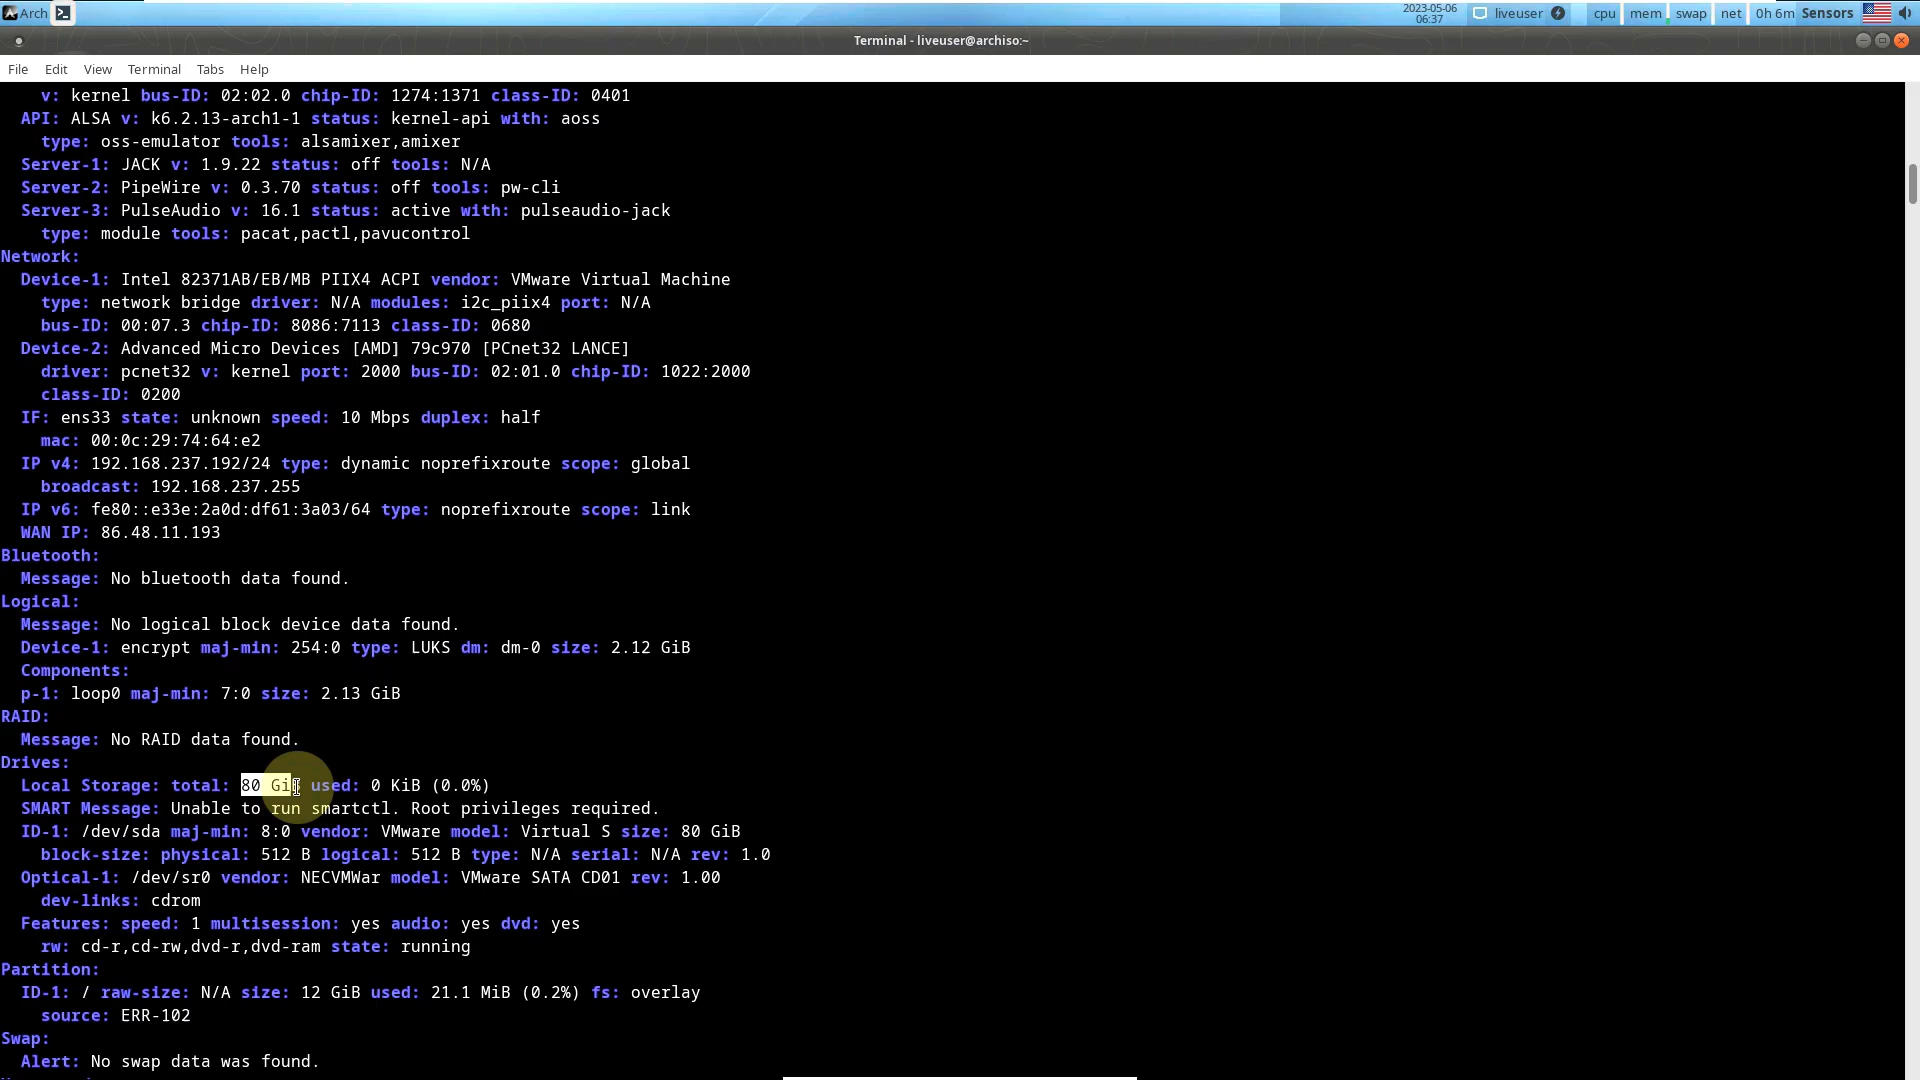 Arch
2023-05-06
06:37
liveuser
cpu mem swap net 0h 6m Sensors
Terminal - liveuser@archiso:~
File Edit View Terminal Tabs Help
v: kernel bus-ID: 02:02.0 chip-ID: 1274:1371 class-ID: 0401
API: ALSA v: k6.2.13-arch1-1 status: kernel-api with: aoss
type: oss-emulator tools: alsamixer,amixer
Server-1: JACK v: 1.9.22 status: off tools: N/A
Server-2: PipeWire v: 0.3.70 status: off tools: pw-cli
Server-3: PulseAudio v: 16.1 status: active with: pulseaudio-jack
type: module tools: pacat,pactl,pavucontrol
Network:
Device-1: Intel 82371AB/EB/MB PIIX4 ACPI vendor: VMware Virtual Machine
type: network bridge driver: N/A modules: i2c_piix4 port: N/A
bus-ID: 00:07.3 chip-ID: 8086:7113 class-ID: 0680
Device-2: Advanced Micro Devices [AMD] 79c970 [PCnet32 LANCE]
driver: pcnet32 v: kernel port: 2000 bus-ID: 02:01.0 chip-ID: 1022:2000
class-ID: 0200
IF: ens33 state: unknown speed: 10 Mbps duplex: half
mac: 00:0c:29:74:64:e2
IP v4: 192.168.237.192/24 type: dynamic noprefixroute scope: global
broadcast: 192.168.237.255
IP v6: fe80::e33e:2a0d:df61:3a03/64 type: noprefixroute scope: link
WAN IP: 86.48.11.193
Bluetooth:
Message: No bluetooth data found.
Logical:
Message: No logical block device data found.
Device-1: encrypt maj-min: 254:0 type: LUKS dm: dm-0 size: 2.12 GiB
Components:
p-1: loop0 maj-min: 7:0 size: 2.13 GiB
RAID:
Message: No RAID data found.
Drives:
Local Storage: total: 80 GiB used: 0 KiB (0.0%)
SMART Message: Unable to run smartctl. Root privileges required.
ID-1: /dev/sda maj-min: 8:0 vendor: VMware model: Virtual S size: 80 GiB
block-size: physical: 512 B logical: 512 B type: N/A serial: N/A rev: 1.0
Optical-1: /dev/sr0 vendor: NECVMWar model: VMware SATA CD01 rev: 1.00
dev-links: cdrom
Features: speed: 1 multisession: yes audio: yes dvd: yes
rw: cd-r,cd-rw,dvd-r,dvd-ram state: running
Partition:
ID-1: / raw-size: N/A size: 12 GiB used: 21.1 MiB (0.2%) fs: overlay
source: ERR-102
Swap:
Alert: No swap data was found.